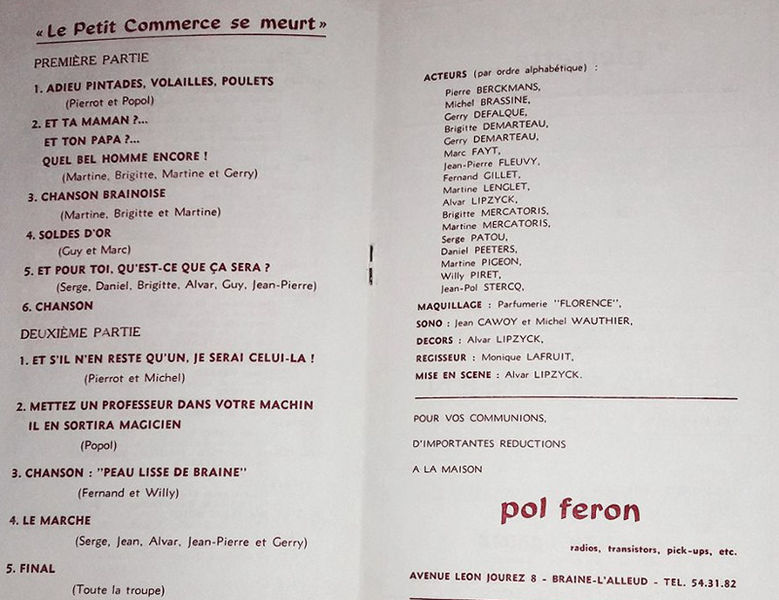 « Le Petit Commerce se meurt »
PREMIÈRE PARTIE
1. ADIEU PINTADES, VOLAILLES, POULETS
(Pierrot et Popol)
2. ET TA MAMAN ?...
ET TON PAPA ?...
QUEL BEL HOMME ENCORE !
(Martine, Brigitte, Martine et Gerry)
3. CHANSON BRAINOISE
(Martine, Brigitte et Martine)
4. SOLDES D'OR
(Guy et Marc)
5. ET POUR TOI, QU'EST-CE QUE ÇA SERA ?
(Serge, Daniel, Brigitte, Alvar, Guy, Jean-Pierre)
6. CHANSON
DEUXIÈME PARTIE
1. ET S'IL N'EN RESTE QU'UN, JE SERAI CELUI-LA !
(Pierrot et Michel)
2. METTEZ UN PROFESSEUR DANS VOTRE MACHIN
IL EN SORTIRA MAGICIEN
(Popol)
3. CHANSON : "PEAU LISSE DE BRAINE"
(Fernand et Willy)
4. LE MARCHE
(Serge, Jean, Alvar, Jean-Pierre et Gerry)
5. FINAL
(Toute la troupe)
ACTEURS (par ordre alphabétique) :
Pierre BERCKMANS,
Michel BRASSINE,
Gerry DEFALQUE,
Brigitte DEMARTEAU,
Gerry DEMARTEAU,
Marc FAYT,
Jean-Pierre FLEUVY,
Fernand GILLET,
Martine LENGLET,
Alvar LIPZYCK,
Brigitte MERCATORIS,
Martine MERCATORIS,
Serge PATOU,
Daniel PEETERS,
Martine PIGEON,
Willy PIRET,
Jean-Pol STERCQ,
MAQUILLAGE : Parfumerie "FLORENCE",
SONO : Jean CAWOY et Michel WAUTHIER,
DECORS : Alvar LIPZYCK,
REGISSEUR : Monique LAFRUIT,
MISE EN SCENE : Alvar LIPZYCK.
POUR VOS COMMUNIONS,
D'IMPORTANTES REDUCTIONS
A LA MAISON
pol feron
radios, transistors, pick-ups, etc.
AVENUE LEON JOUREZ 8 - BRAINE-L'ALLEUD - TEL. 54.31.82